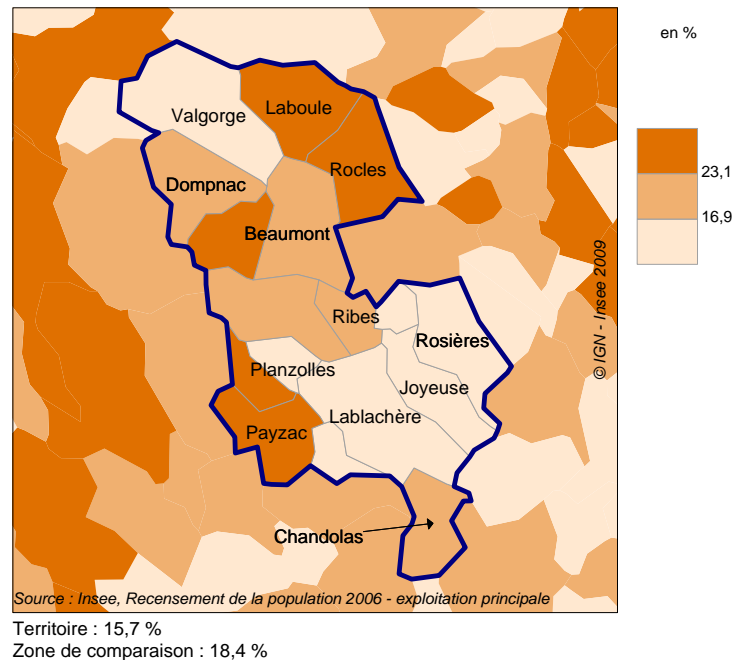 en %
23,1
16,9
Valgorge
Laboule
Rocles
Dompnac
Beaumont
Ribes
Rosières
Planzolles
Joyeuse
Lablachère
Payzac
Chandolas
© IGN - Insee 2009
Source : Insee, Recensement de la population 2006 - exploitation principale
Territoire : 15,7 %
Zone de comparaison : 18,4 %